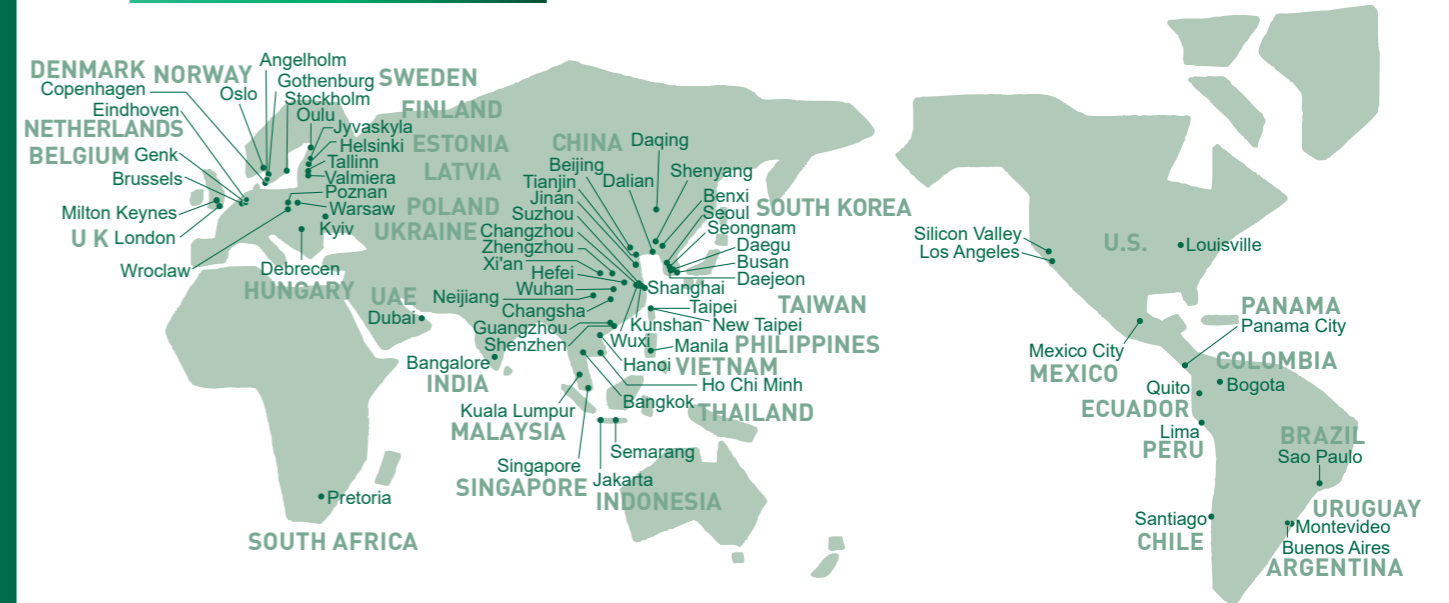 DENMARK
Copenhagen
NORWAY
Oslo
Angelholm
Gothenburg
SWEDEN
Stockholm
Oulu
FINLAND
Jyvaskyla
Helsinki
ESTONIA
Tallinn
LATVIA
Valmiera
Eindhoven
NETHERLANDS
BELGIUM
Genk
Brussels
Milton Keynes
U K
London
Wroclaw
Poznan
Warsaw
POLAND
Kyiv
UKRAINE
Debrecen
HUNGARY
UAE
Dubai
Bangalore
INDIA
Pretoria
SOUTH AFRICA
CHINA
Daqing
Beijing
Shenyang
Tianjin
Dalian
Jinan
Benxi
Suzhou
Seoul
SOUTH KOREA
Changzhou
Seongnam
Zhengzhou
Daegu
Xi'an
Busan
Hefei
Daejeon
Wuhan
Shanghai
Neijiang
Changsha
Taipei
TAIWAN
Guangzhou
Kunshan
New Taipei
Shenzhen
Wuxi
Manila
PHILIPPINES
Hanoi
VIETNAM
Ho Chi Minh
Bangkok
THAILAND
Kuala Lumpur
MALAYSIA
Semarang
Singapore
SINGAPORE
Jakarta
INDONESIA
Silicon Valley
Los Angeles
U.S.
Louisville
Mexico City
MEXICO
PANAMA
Panama City
COLOMBIA
Bogota
Quito
ECUADOR
Lima
PERU
BRAZIL
Sao Paulo
Santiago
CHILE
URUGUAY
Montevideo
Buenos Aires
ARGENTINA